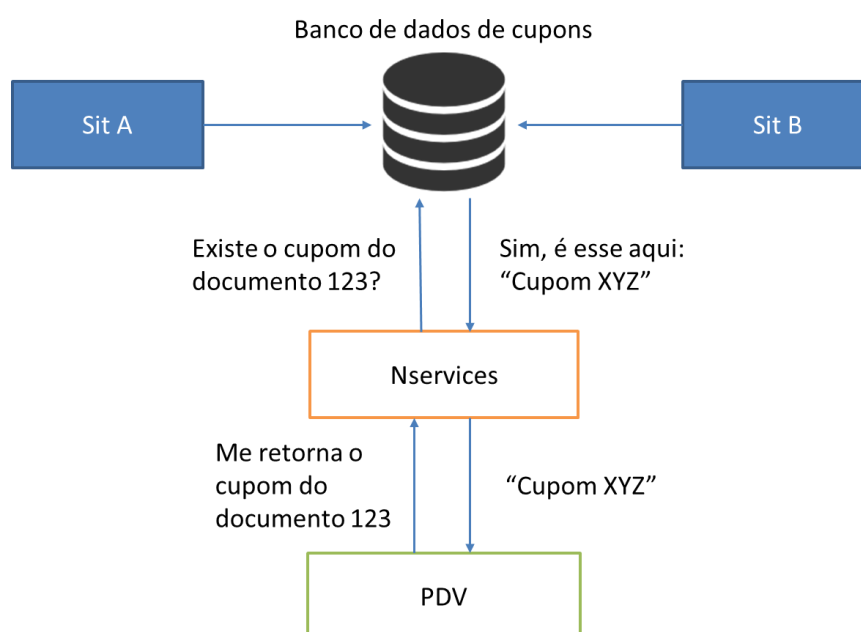 Banco de dados de cupons
Sit A
Sit B
Existe o cupom do
documento 123?
Sim, é esse aqui:
“Cupom XYZ”
Nservices
Me retorna o
cupom do
documento 123
“Cupom XYZ”
PDV